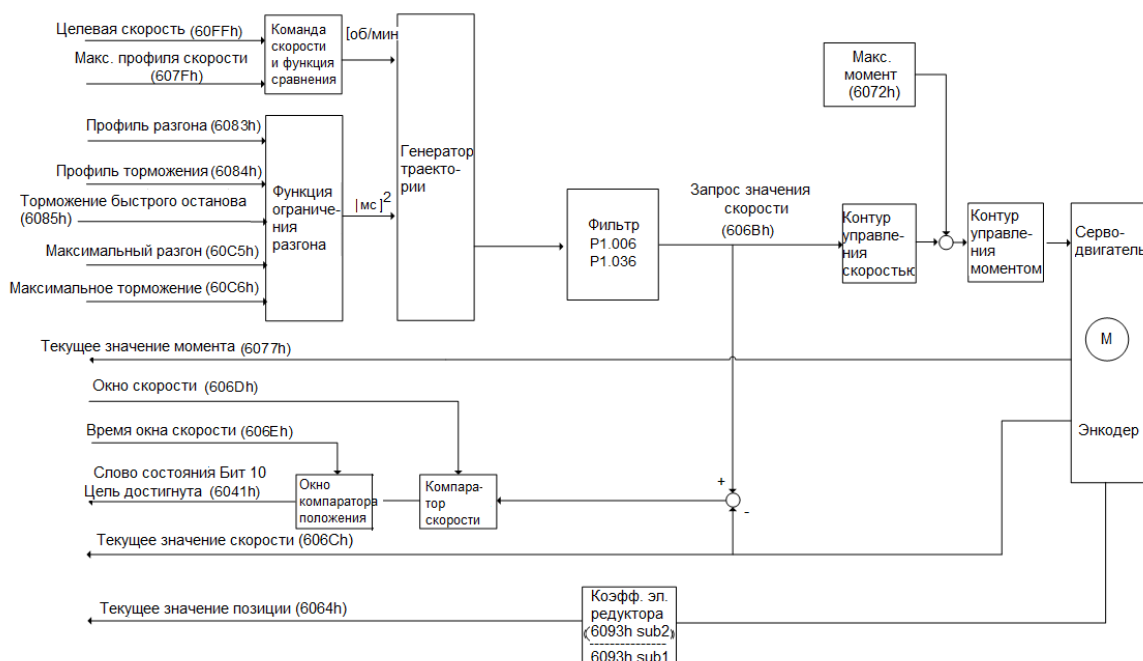 Целевая скорость (60FFh)
Макс. профиля скорости
(607Fh)
Команда
скорости
и функция
сравнения
[об/мин
Профиль разгона (6083h)
Профиль торможения (6084h)
Торможение быстрого останова
(6085h)
Максимальный разгон (60C5h)
Максимальное торможение (60C6h)
Функция
ограниче-
ния
разгона
|мс]2
Генератор
траекто-
рии
Фильтр
P1.006
P1.036
Запрос значения
скорости
(606Bh)
Макс.
момент
(6072h)
Контур
управле-
ния
скоростью
Контур
управле-
ния
моментом
Серво-
двигатель
M
Энкодер
Текущее значение момента (6077h)
Окно скорости (606Dh)
Время окна скорости (606Eh)
Слово состояния Бит 10
Цель достигнута (6041h)
Окно
компаратора
положения
Компара-
тор
скорости
+
-
Текущее значение скорости (606Ch)
Текущее значение позиции (6064h)
Коэфф. эл.
редуктора
(6093h sub2)
---------------
6093h sub1